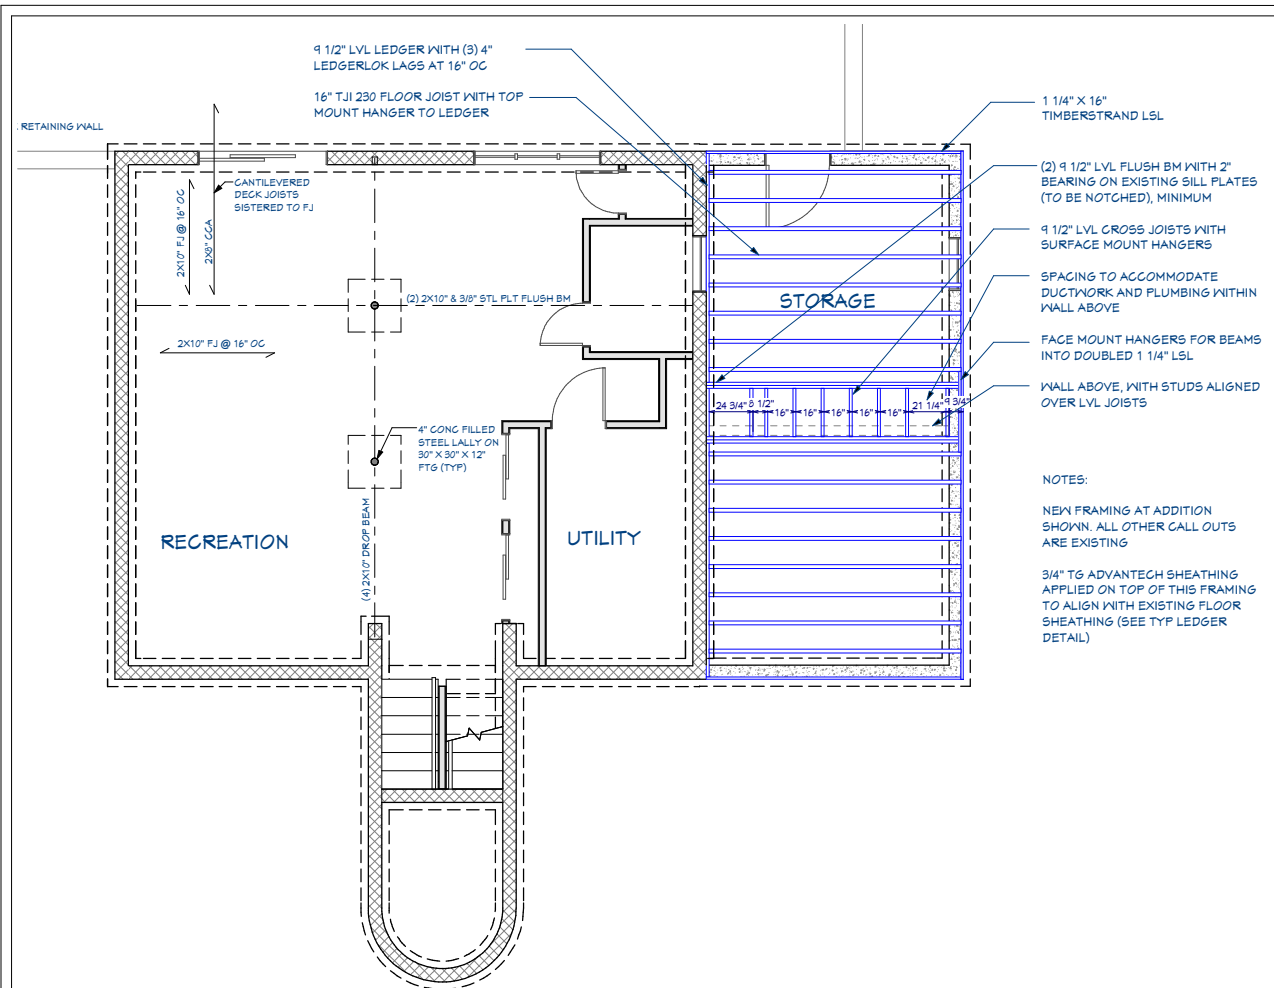 9 1/2" LVL LEDGER WITH (3) 4"
LEDGERLOK LAGS AT 16" OC
16" TJI 230 FLOOR JOIST WITH TOP
MOUNT HANGER TO LEDGER
RETAINING WALL
CANTILEVERED
DECK JOISTS
SISTERED TO FJ
2X10" FJ @ 16" OC
2X8" CCA
(2) 2X10" & 3/8" STL PLT FLUSH BM
2X10" FJ @ 16" OC
4" CONC FILLED
STEEL LALLY ON
30" X 30" X 12"
FTG (TYP)
(4) 2X10" DROP BEAM
RECREATION
UTILITY
STORAGE
24 3/4"
8 1/2"
16"
16"
16"
16"
16"
21 1/4"
9 3/4"
1 1/4" X 16"
TIMBERSTRAND LSL
(2) 9 1/2" LVL FLUSH BM WITH 2"
BEARING ON EXISTING SILL PLATES
(TO BE NOTCHED), MINIMUM
9 1/2" LVL CROSS JOISTS WITH
SURFACE MOUNT HANGERS
SPACING TO ACCOMMODATE
DUCTWORK AND PLUMBING WITHIN
WALL ABOVE
FACE MOUNT HANGERS FOR BEAMS
INTO DOUBLED 1 1/4" LSL
WALL ABOVE, WITH STUDS ALIGNED
OVER LVL JOISTS
NOTES:
NEW FRAMING AT ADDITION
SHOWN. ALL OTHER CALL OUTS
ARE EXISTING
3/4" TG ADVANTECH SHEATHING
APPLIED ON TOP OF THIS FRAMING
TO ALIGN WITH EXISTING FLOOR
SHEATHING (SEE TYP LEDGER
DETAIL)